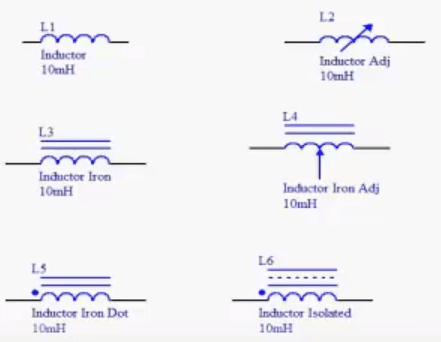 L1
Inductor
10mH
L2
Inductor Adj
10mH
L3
Inductor Iron
10mH
L4
Inductor Iron Adj
10mH
L5
Inductor Iron Dot
10mH
L6
Inductor Isolated
10mH